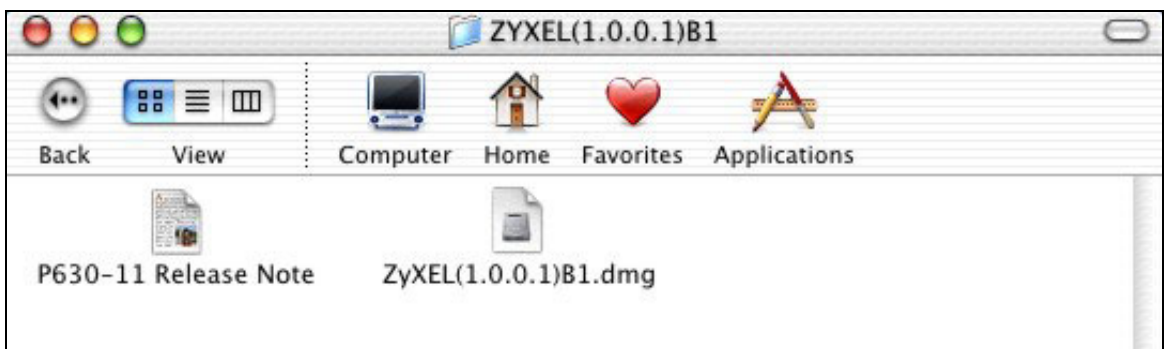 ZYXEL(1.0.0.1)B1
Back View Computer Home Favorites Applications
P630-11 Release Note ZyXEL(1.0.0.1)B1.dmg